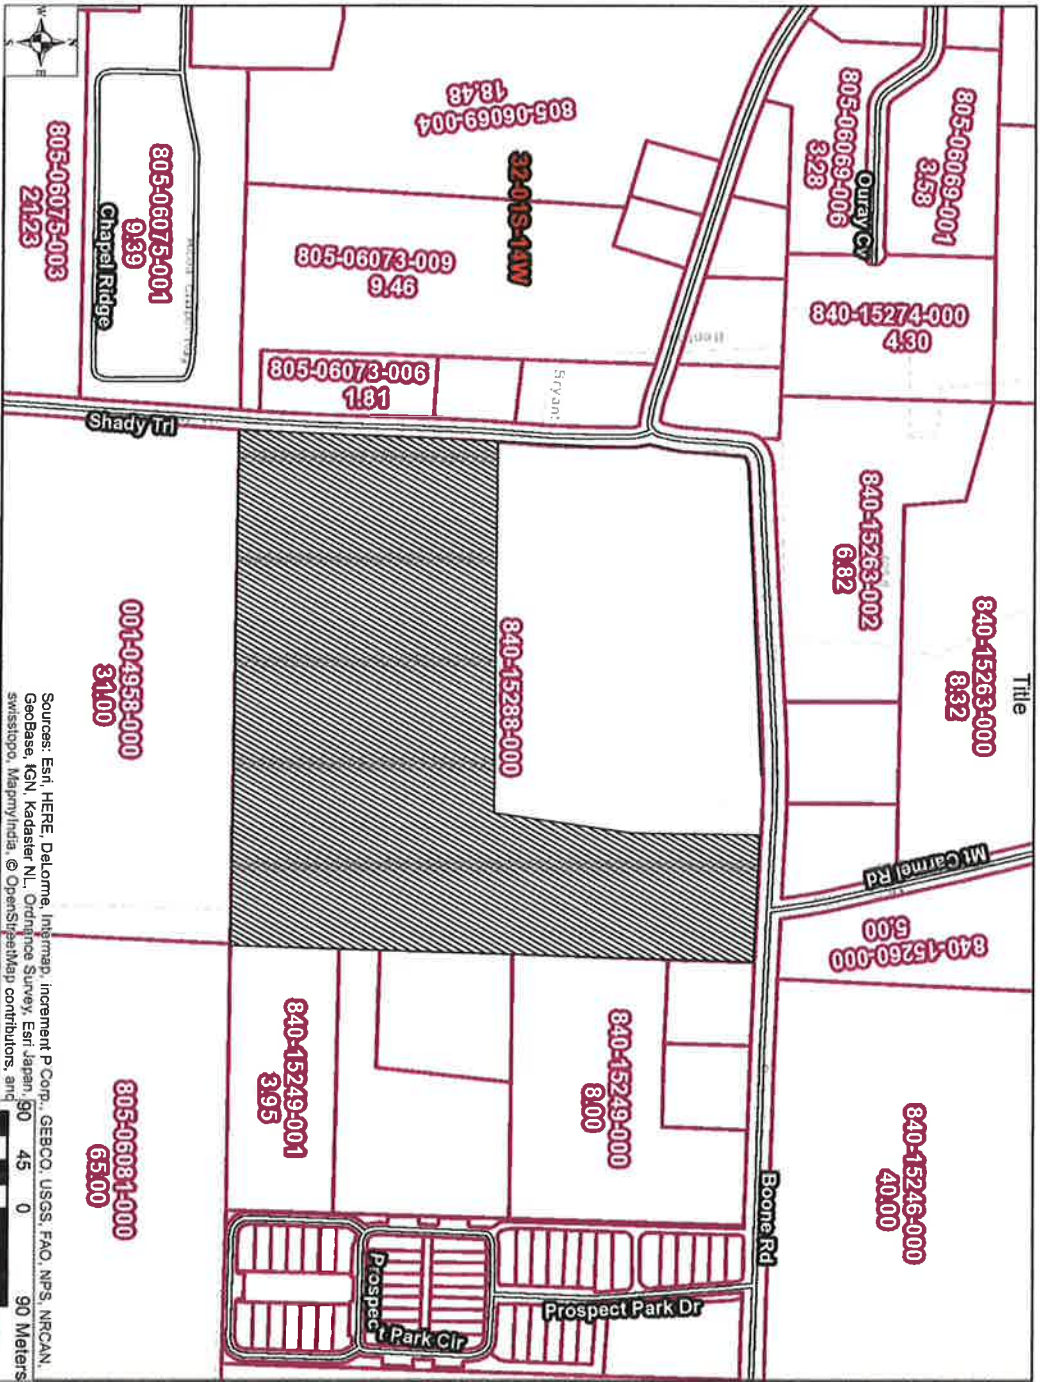 Title
805-06069-001
3.58
805-06069-006
3.28
Ouray Cv
840-15274-000
4.30
840-15263-002
6.82
840-15263-000
8.32
Mt Carmel Rd
840-15260-000
5.00
840-15246-000
40.00
805-06069-004
18.48
32-01S-14W
805-06073-009
9.46
805-06073-006
1.81
Bryant
840-15288-000
Boone Rd
840-15249-000
8.00
840-15249-001
3.95
Prospect Park Dr
Prospect Park Cir
805-06075-001
9.39
Chapel Ridge
805-06075-003
21.23
Shady Trl
001-04958-000
31.00
805-06081-000
65.00
N
W
E
S
Sources: Esri, HERE, DeLorme, Intermap, increment P Corp., GEBCO, USGS, FAO, NPS, NRCAN,
GeoBase, IGN, Kadaster NL, Ordnance Survey, Esri Japan,
swisstopo, MapmyIndia, © OpenStreetMap contributors, and
90 45 0 90 Meters